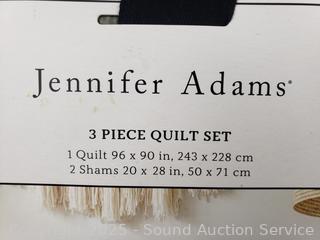 Jennifer Adams®
3 PIECE QUILT SET
1 Quilt 96 x 90 in, 243 x 228 cm
2 Shams 20 x 28 in, 50 x 71 cm
2025 - Sound Auction Service